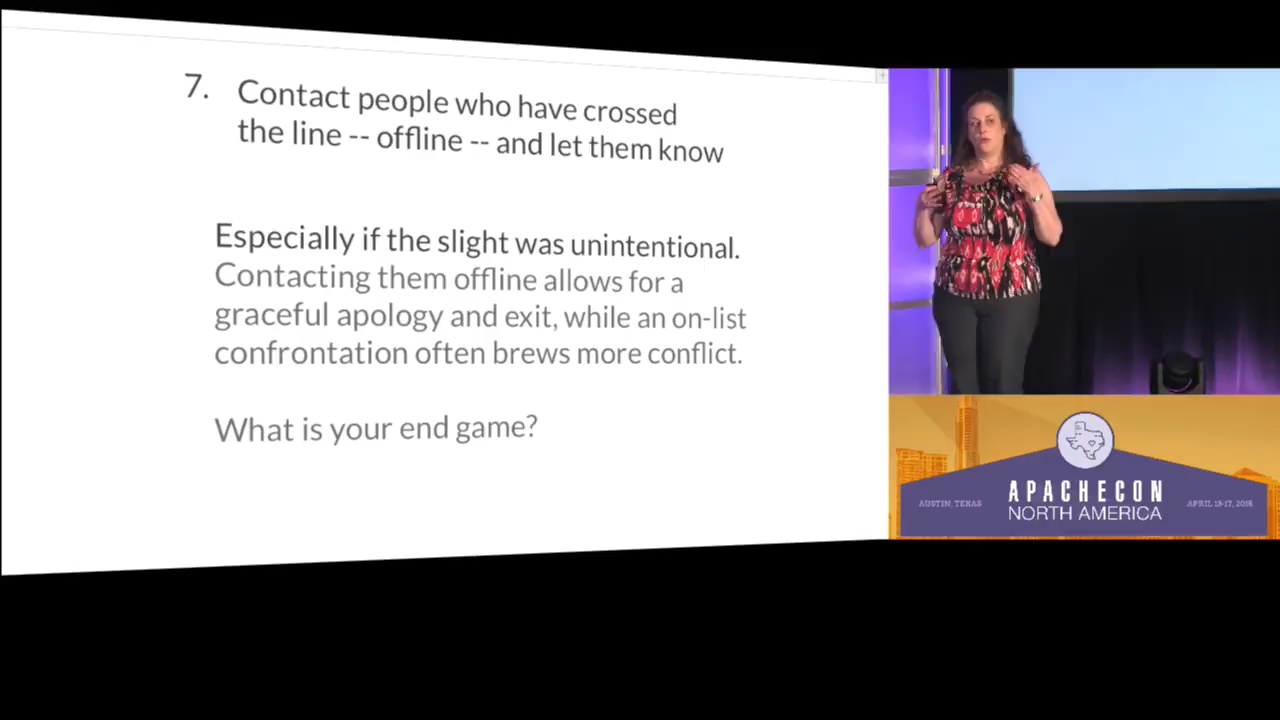 7. Contact people who have crossed
the line -- offline -- and let them know
Especially if the slight was unintentional.
Contacting them offline allows for a
graceful apology and exit, while an on-list
confrontation often brews more conflict.
What is your end game?
APACHECON
AUSTIN, TEXAS
NORTH AMERICA
APRIL 13-17, 2015